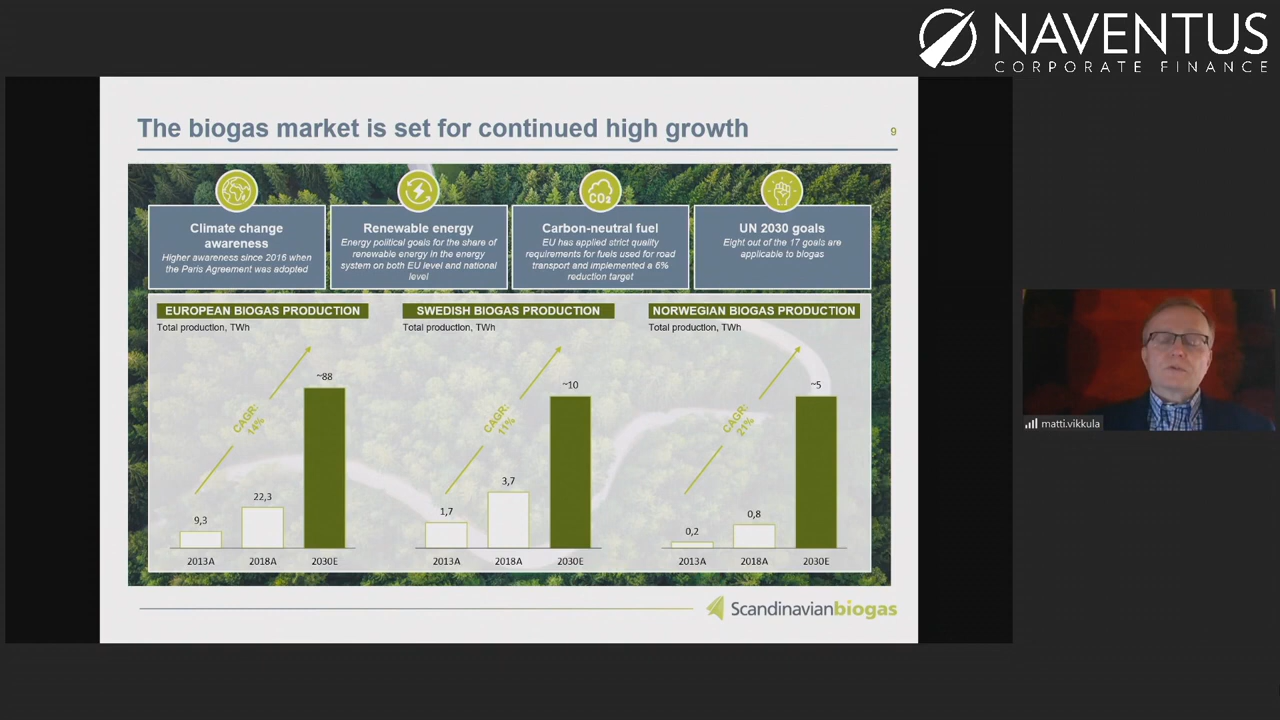 NAVENTUS
CORPORATE FINANCE
The biogas market is set for continued high growth
9
CO2
Climate change
awareness
Higher awareness since 2016 when
the Paris Agreement was adopted
Renewable energy
Energy political goals for the share of
renewable energy in the energy
system on both EU level and national
level
Carbon-neutral fuel
EU has applied strict quality
requirements for fuels used for road
transport and implemented a 6%
reduction target
UN 2030 goals
Eight out of the 17 goals are
applicable to biogas
EUROPEAN BIOGAS PRODUCTION
Total production, TWh
CAGR:
14%
9,3
22,3
~88
2013A
2018A
2030E
SWEDISH BIOGAS PRODUCTION
Total production, TWh
CAGR:
11%
1,7
3,7
~10
2013A
2018A
2030E
NORWEGIAN BIOGAS PRODUCTION
Total production, TWh
CAGR:
21%
0,2
0,8
~5
2013A
2018A
2030E
Scandinavianbiogas
matti.vikkula